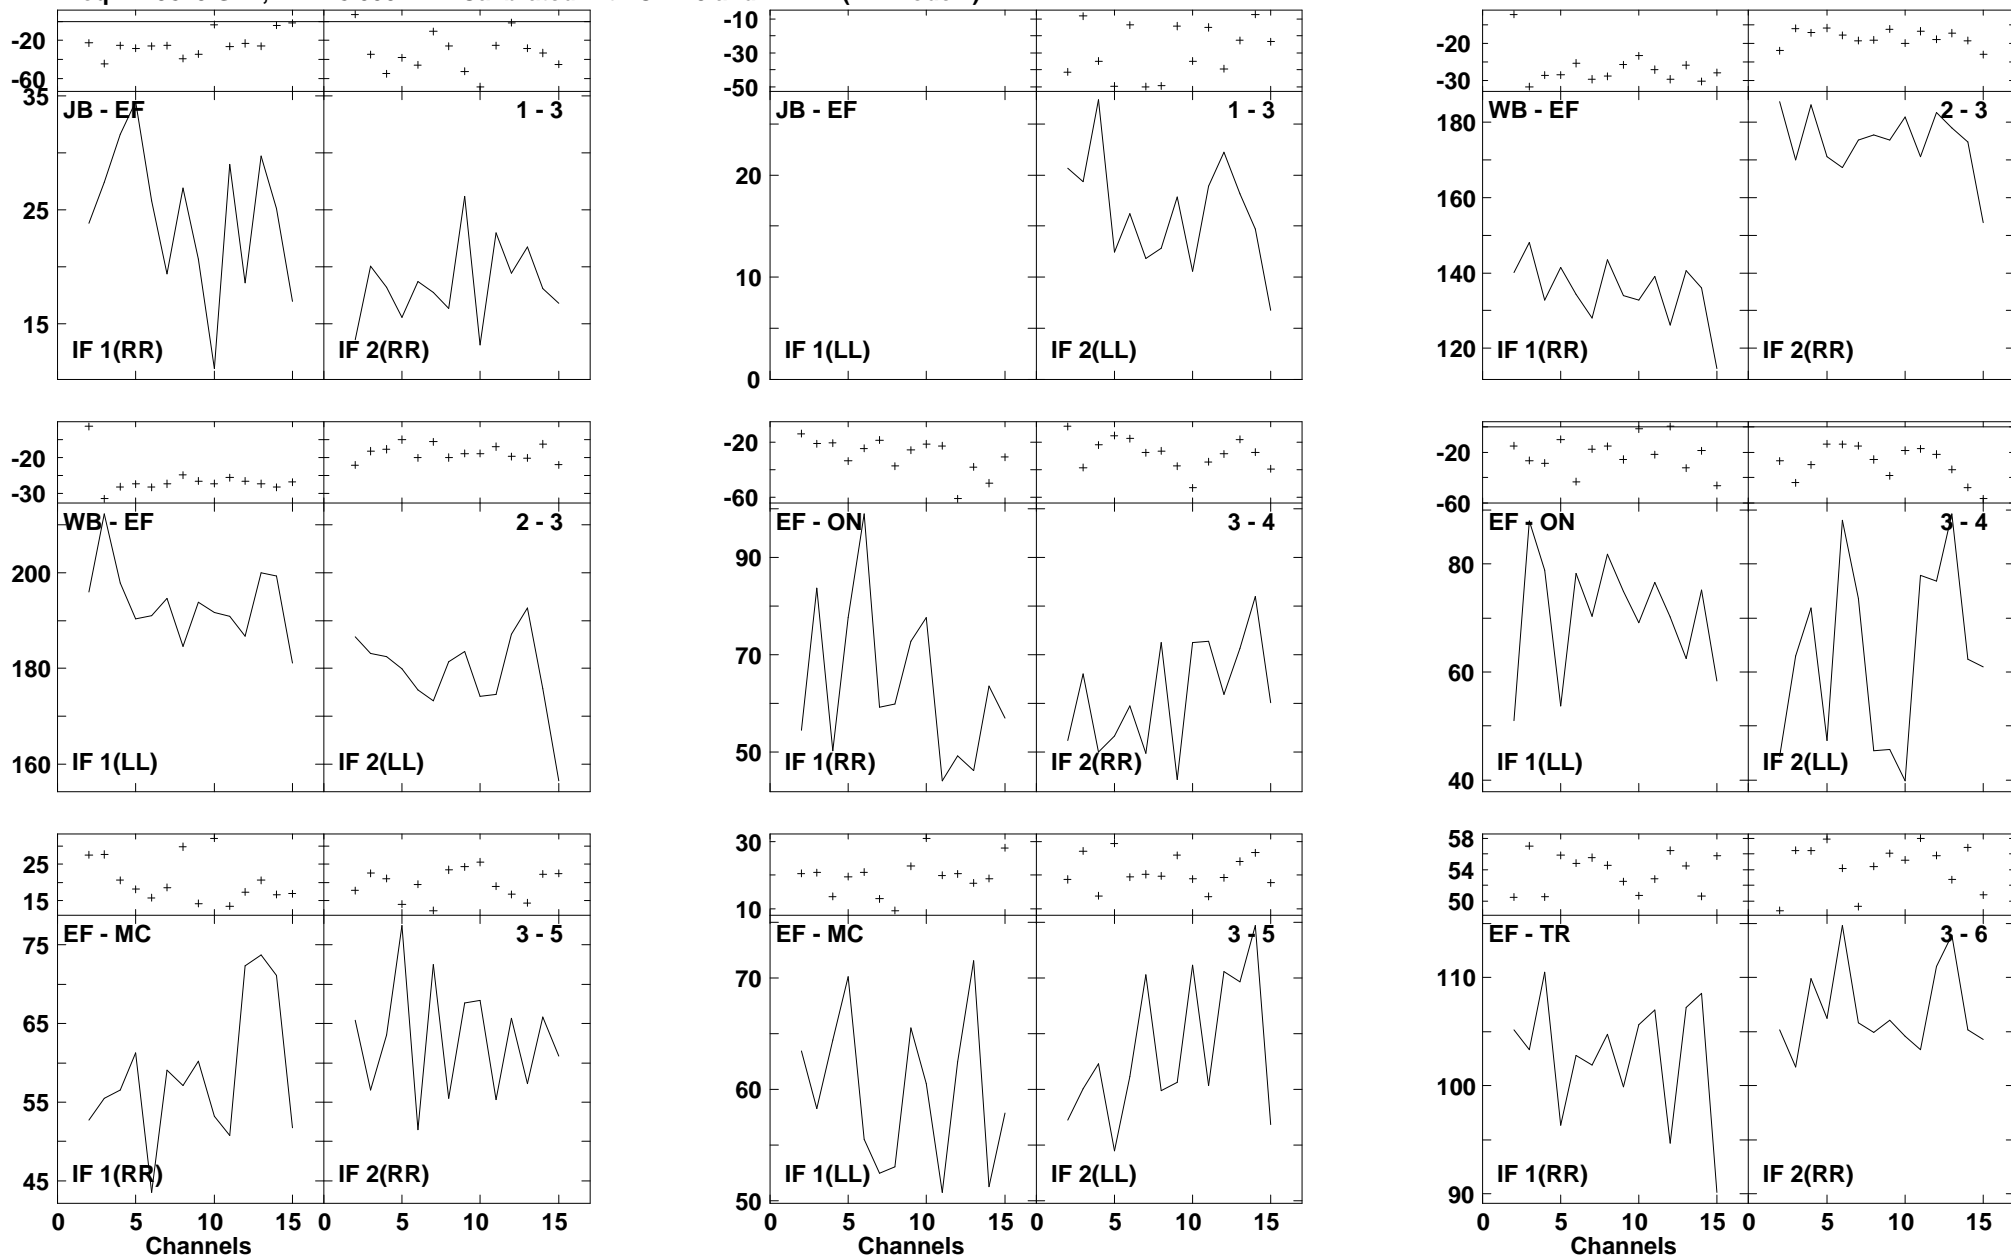 -20
-60
35
25
15
JB - EF
1 - 3
IF 1(RR)
IF 2(RR)
-10
-30
-50
20
10
0
JB - EF
1 - 3
IF 1(LL)
IF 2(LL)
-20
-30
180
160
140
120
WB - EF
2 - 3
IF 1(RR)
IF 2(RR)
-20
-30
200
180
160
WB - EF
2 - 3
IF 1(LL)
IF 2(LL)
-20
-60
90
70
50
EF - ON
3 - 4
IF 1(RR)
IF 2(RR)
-20
-60
80
60
40
EF - ON
3 - 4
IF 1(LL)
IF 2(LL)
25
15
75
65
55
45
EF - MC
3 - 5
IF 1(RR)
IF 2(RR)
0 5 10 15 0 5 10 15
Channels
30
10
70
60
50
EF - MC
3 - 5
IF 1(LL)
IF 2(LL)
0 5 10 15 0 5 10 15
Channels
58
54
50
110
100
90
EF - TR
3 - 6
IF 1(RR)
IF 2(RR)
0 5 10 15 0 5 10 15
Channels